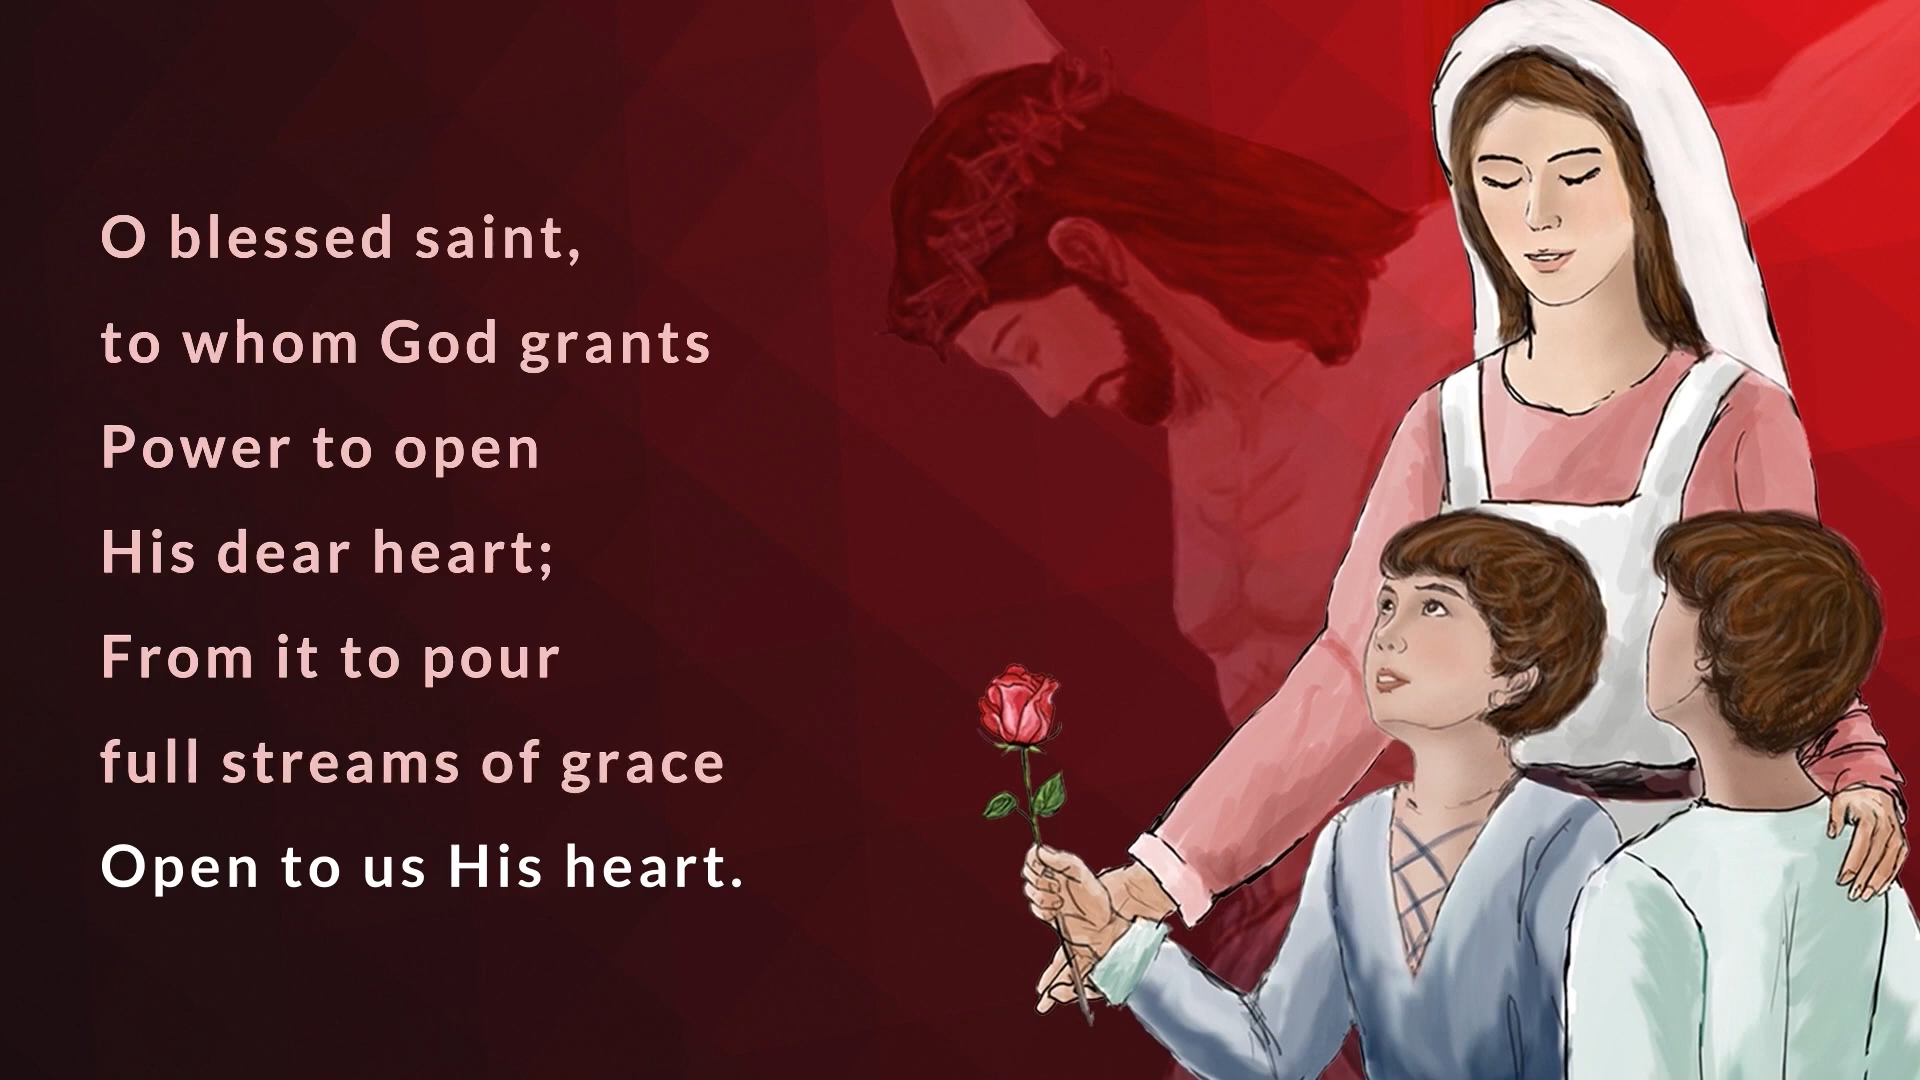 O blessed saint,
to whom God grants
Power to open
His dear heart;
From it to pour
full streams of grace
Open to us His heart.